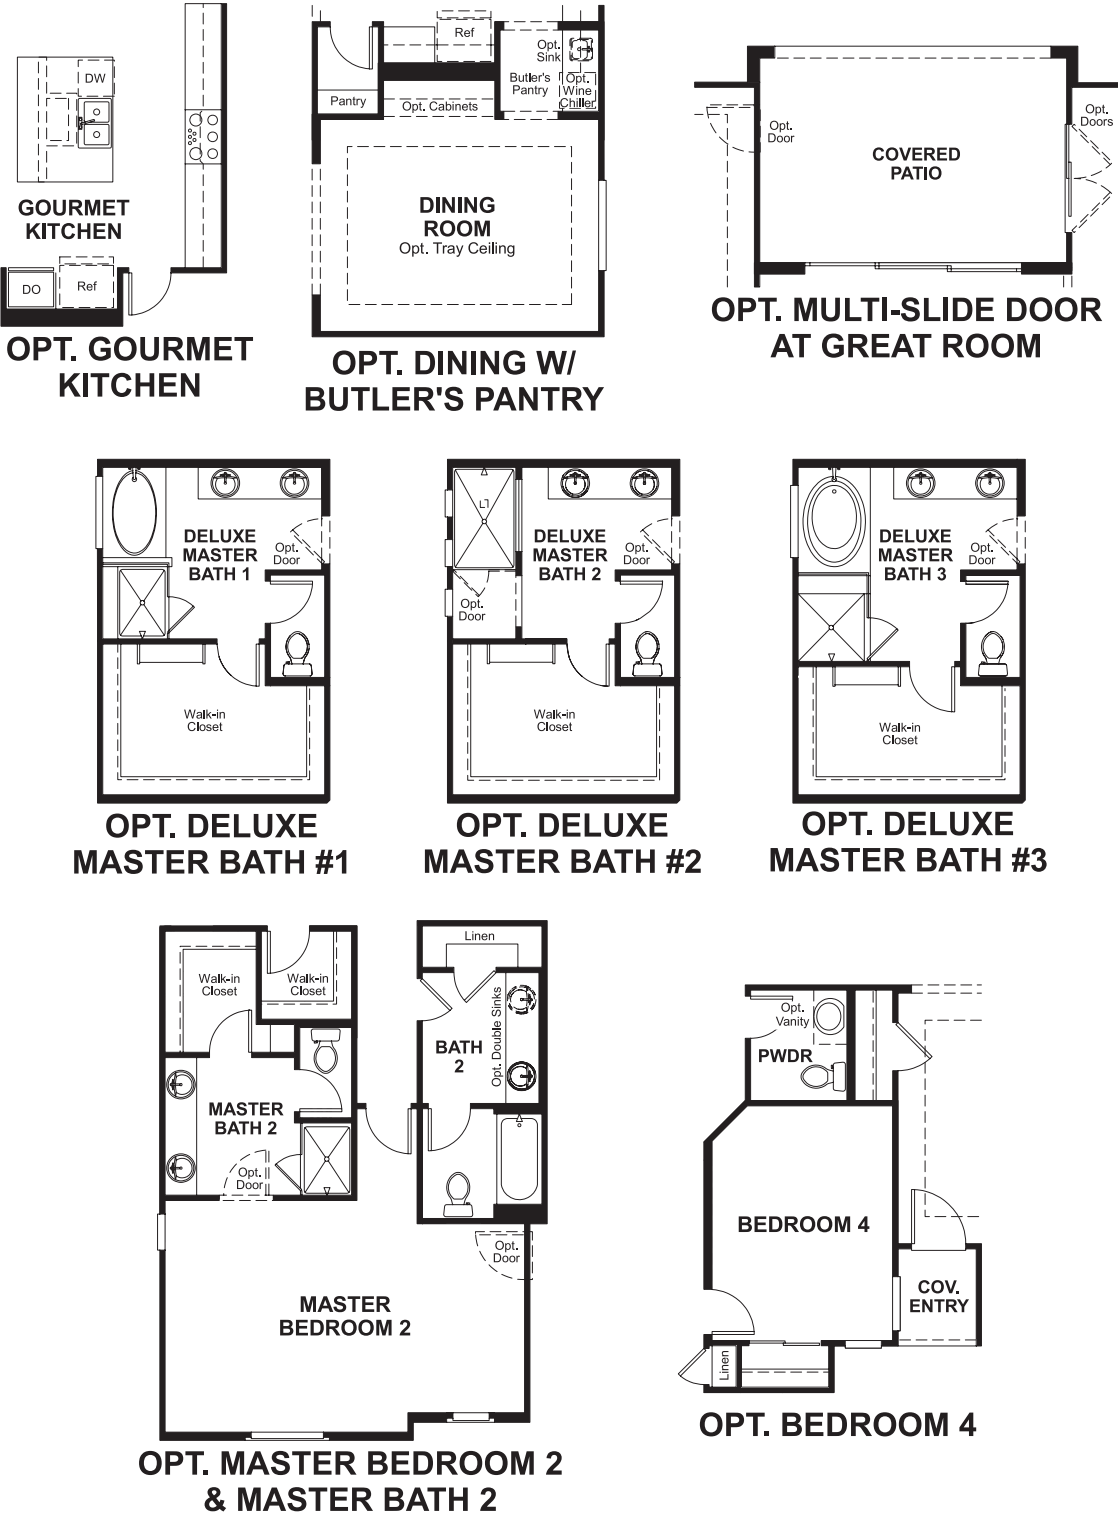 DW
GOURMET
KITCHEN
DO
Ref
OPT. GOURMET
KITCHEN
Ref
Opt.
Sink
Butler's
Pantry
Opt.
Wine
Chiller
Pantry
Opt. Cabinets
DINING
ROOM
Opt. Tray Ceiling
OPT. DINING W/
BUTLER'S PANTRY
Opt.
Door
COVERED
PATIO
Opt.
Doors
OPT. MULTI-SLIDE DOOR
AT GREAT ROOM
DELUXE
MASTER
BATH 1
Opt.
Door
Walk-in
Closet
OPT. DELUXE
MASTER BATH #1
DELUXE
MASTER
BATH 2
Opt.
Door
Opt.
Door
Walk-in
Closet
OPT. DELUXE
MASTER BATH #2
DELUXE
MASTER
BATH 3
Opt.
Door
Walk-in
Closet
OPT. DELUXE
MASTER BATH #3
Walk-in
Closet
Walk-in
Closet
Linen
BATH
2
Opt. Double Sinks
MASTER
BATH 2
Opt.
Door
Opt.
Door
MASTER
BEDROOM 2
OPT. MASTER BEDROOM 2
& MASTER BATH 2
Opt.
Vanity
PWDR
BEDROOM 4
COV.
ENTRY
Linen
OPT. BEDROOM 4